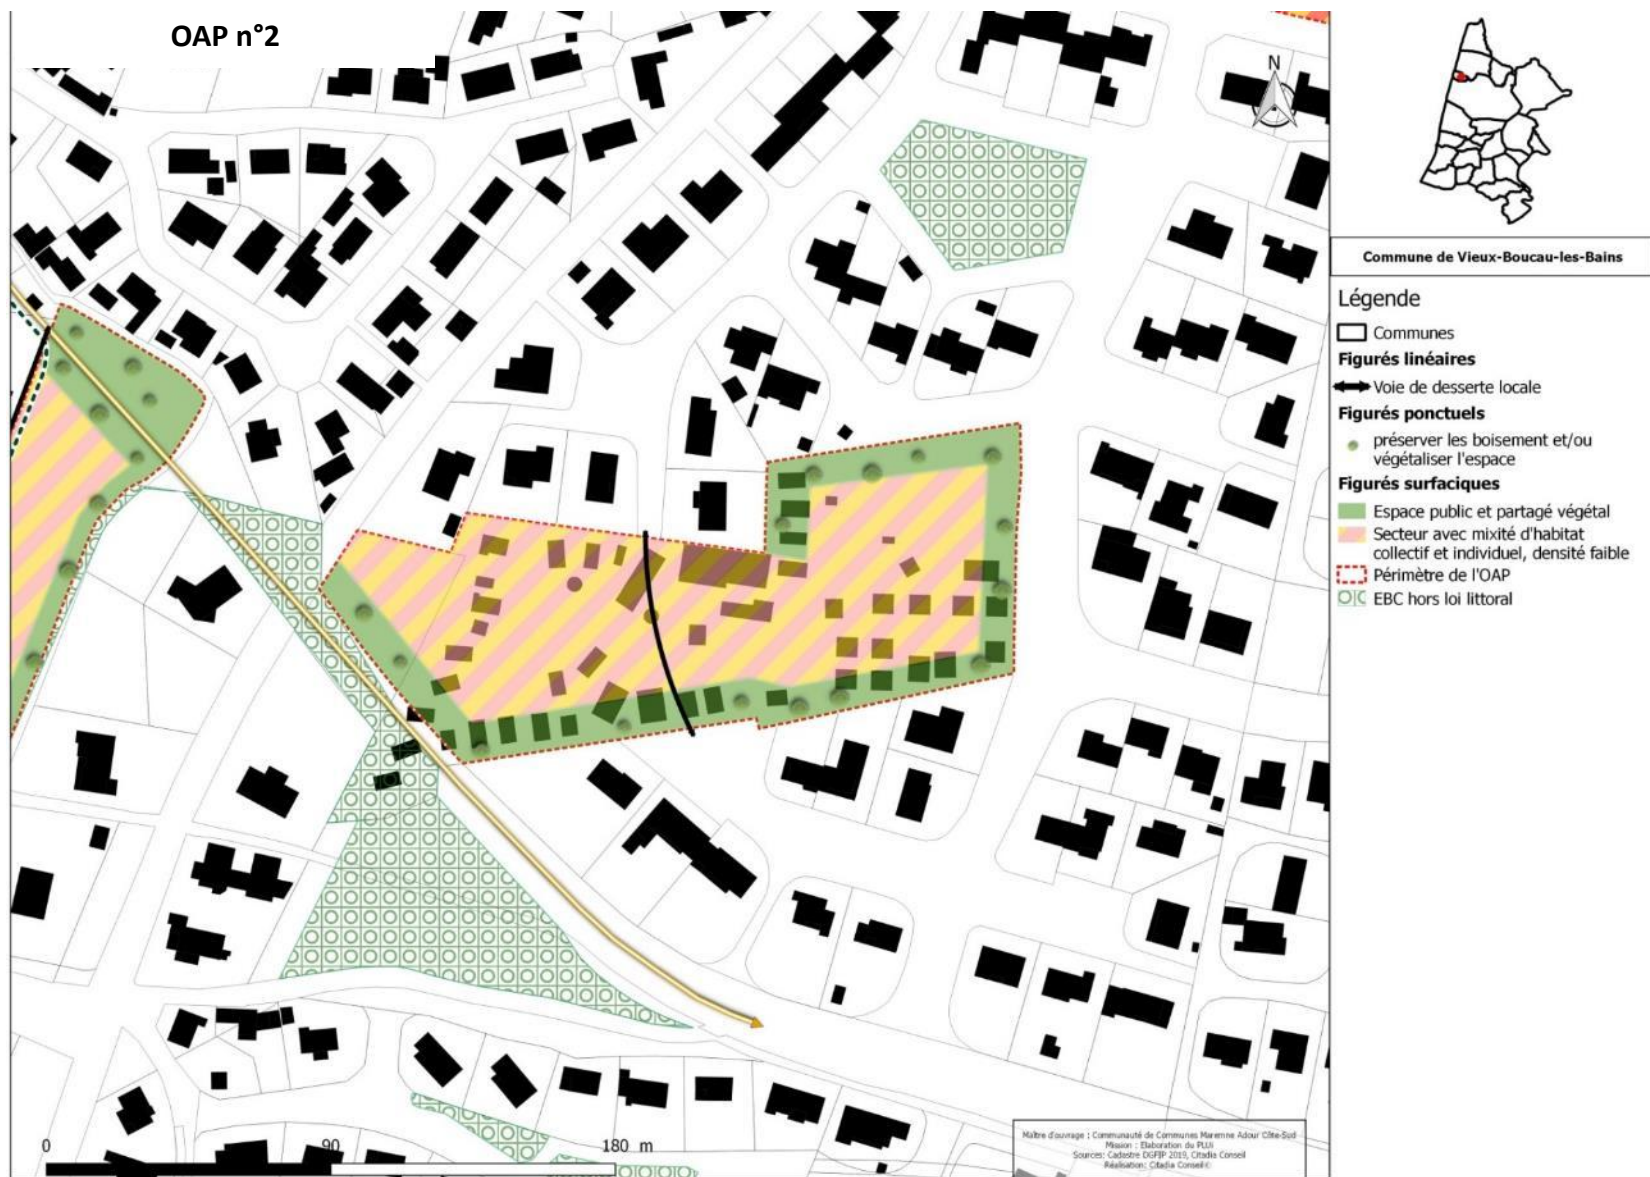 OAP n°2
N
Commune de Vieux-Boucau-les-Bains
Légende
Communes
Figurés linéaires
Voie de desserte locale
Figurés ponctuels
préserver les boisement et/ou
végétaliser l'espace
Figurés surfaciques
Espace public et partagé végétal
Secteur avec mixité d'habitat
collectif et individuel, densité faible
Périmètre de l'OAP
EBC hors loi littoral
0 90 180 m
Maître d'ouvrage : Communauté de Communes Maremne Adour Côte-Sud
Mission : Elaboration du PLUi
Sources: Cadastre DGFIP 2019, Citadia Conseil
Réalisation: Citadia Conseil©